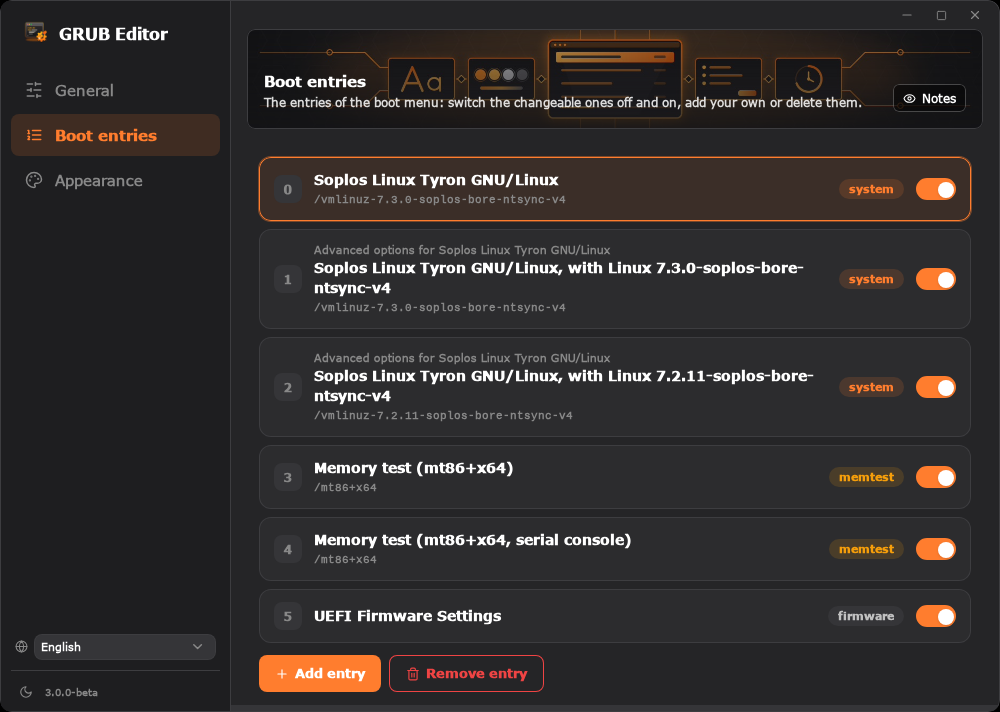 GRUB Editor
General
Boot entries
Appearance
English
3.0.0-beta
Aa
Boot entries
The entries of the boot menu: switch the changeable ones off and on, add your own or delete them.
Notes
0
Soplos Linux Tyron GNU/Linux
/vmlinuz-7.3.0-soplos-bore-ntsync-v4
system
1
Advanced options for Soplos Linux Tyron GNU/Linux
Soplos Linux Tyron GNU/Linux, with Linux 7.3.0-soplos-bore-
ntsync-v4
/vmlinuz-7.3.0-soplos-bore-ntsync-v4
system
2
Advanced options for Soplos Linux Tyron GNU/Linux
Soplos Linux Tyron GNU/Linux, with Linux 7.2.11-soplos-bore-
ntsync-v4
/vmlinuz-7.2.11-soplos-bore-ntsync-v4
system
3
Memory test (mt86+x64)
/mt86+x64
memtest
4
Memory test (mt86+x64, serial console)
/mt86+x64
memtest
5
UEFI Firmware Settings
firmware
+ Add entry
Remove entry